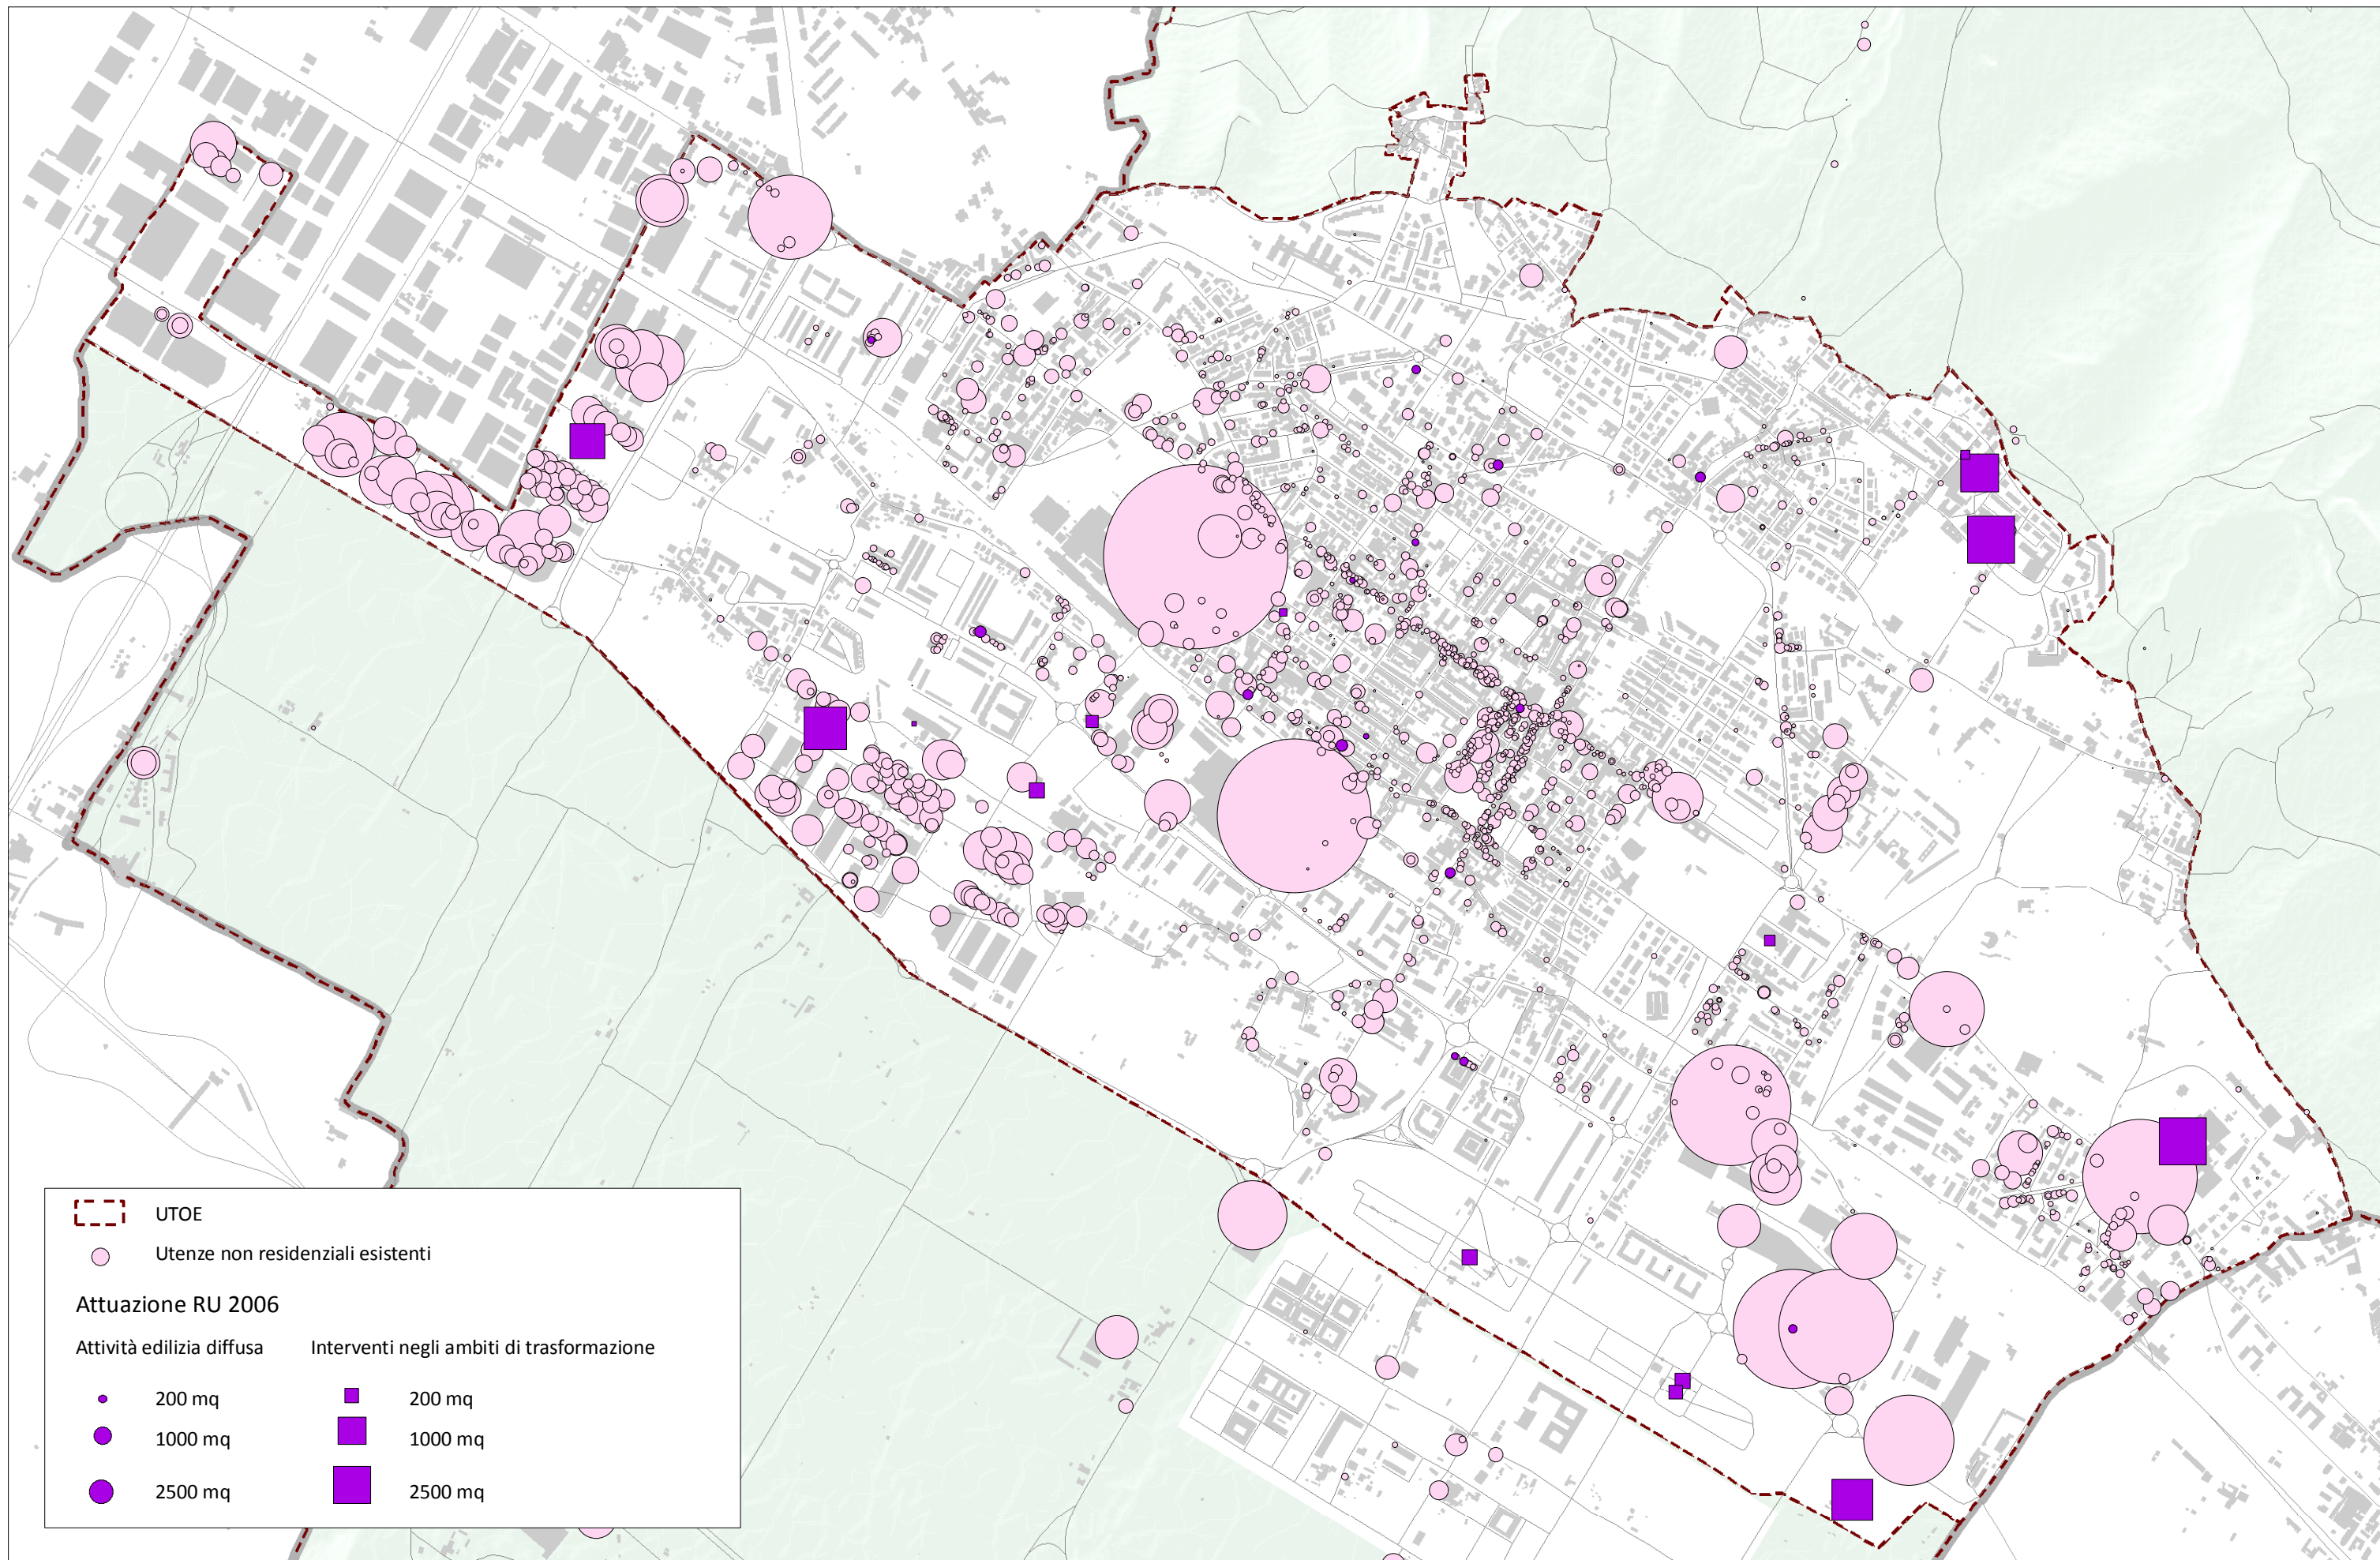 UTOE
Utenze non residenziali esistenti
Attuazione RU 2006
Attività edilizia diffusa Interventi negli ambiti di trasformazione
200 mq 200 mq
1000 mq 1000 mq
2500 mq 2500 mq